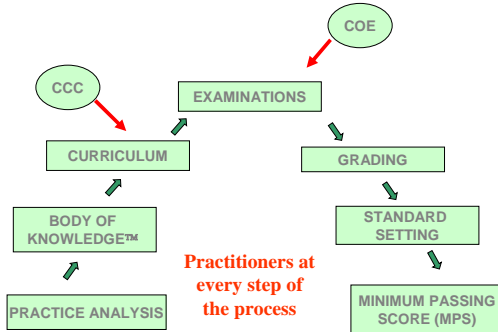 COE
CCC
EXAMINATIONS
CURRICULUM
GRADING
BODY OF
KNOWLEDGE™
STANDARD
SETTING
Practitioners at
every step of
the process
PRACTICE ANALYSIS
MINIMUM PASSING
SCORE (MPS)